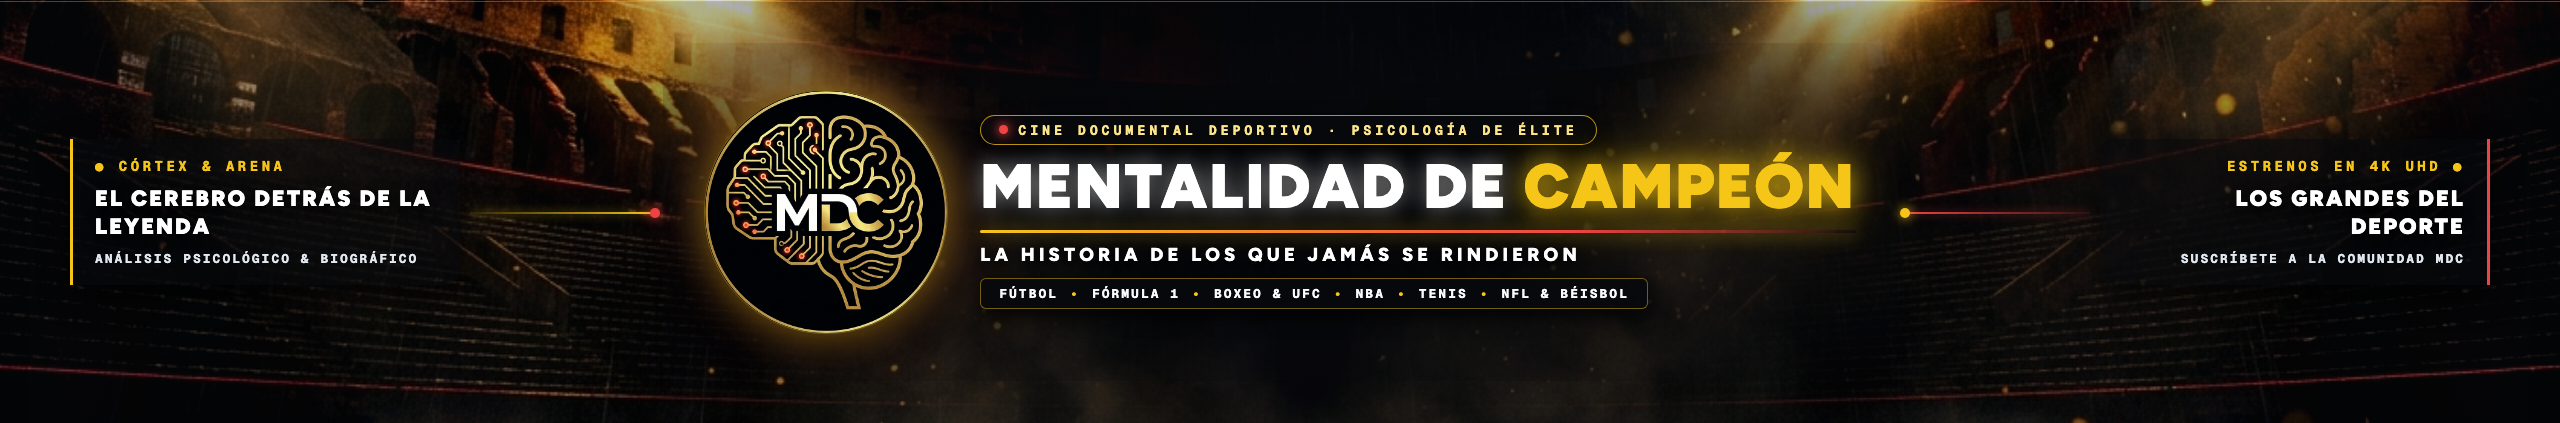 CÓRTEX & ARENA
EL CEREBRO DETRÁS DE LA
LEYENDA
ANÁLISIS PSICOLÓGICO & BIOGRÁFICO
MDC
CINE DOCUMENTAL DEPORTIVO · PSICOLOGÍA DE ÉLITE
MENTALIDAD DE CAMPEÓN
LA HISTORIA DE LOS QUE JAMÁS SE RINDIERON
FÚTBOL • FÓRMULA 1 • BOXEO & UFC • NBA • TENIS • NFL & BÉISBOL
ESTRENOS EN 4K UHD
LOS GRANDES DEL
DEPORTE
SUSCRÍBETE A LA COMUNIDAD MDC